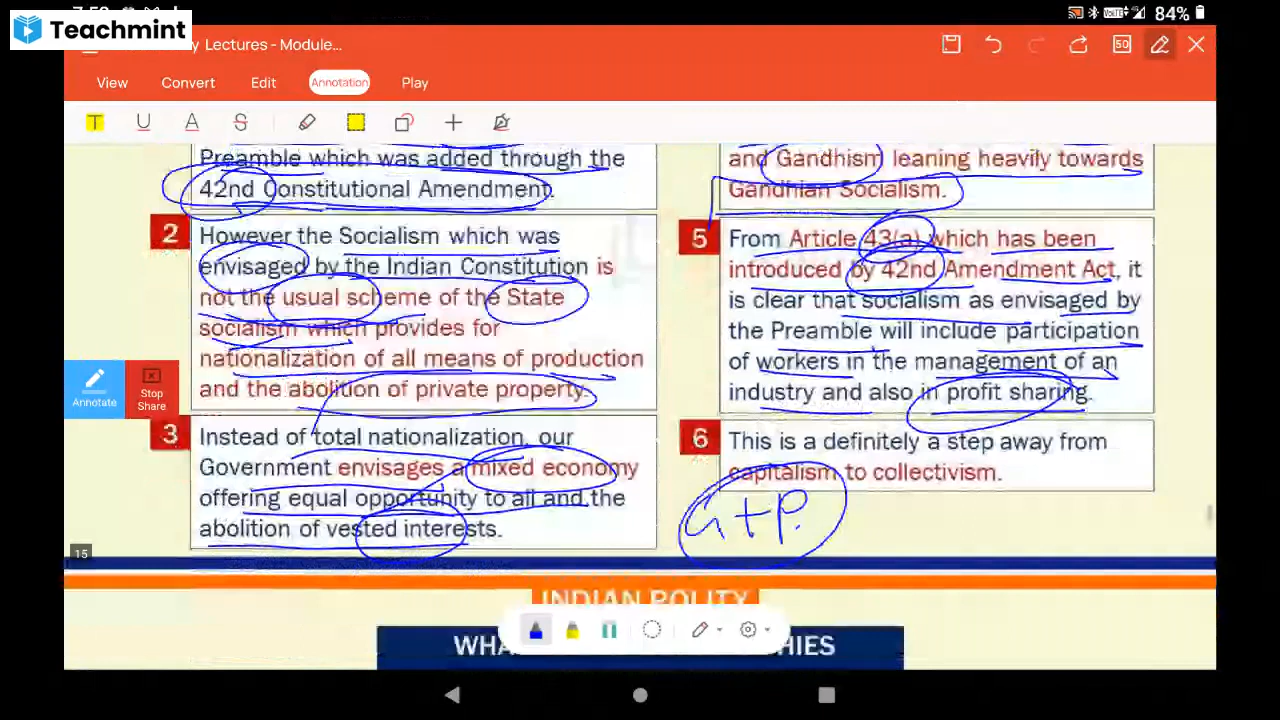 Teachmint
84%
Lectures - Module...
50
View Convert Edit Annotation Play
T U A S
Preamble which was added through the
42nd Constitutional Amendment.
2
However the Socialism which was
envisaged by the Indian Constitution is
not the usual scheme of the State
socialism which provides for
nationalization of all means of production
and the abolition of private property.
Annotate
Stop
Share
3
Instead of total nationalization, our
Government envisages a mixed economy
offering equal opportunity to all and the
abolition of vested interests.
and Gandhism leaning heavily towards
Gandhian Socialism.
5
From Article 43(a) which has been
introduced by 42nd Amendment Act, it
is clear that socialism as envisaged by
the Preamble will include participation
of workers in the management of an
industry and also in profit sharing.
6
This is a definitely a step away from
capitalism to collectivism.
15
INDIAN POLITY